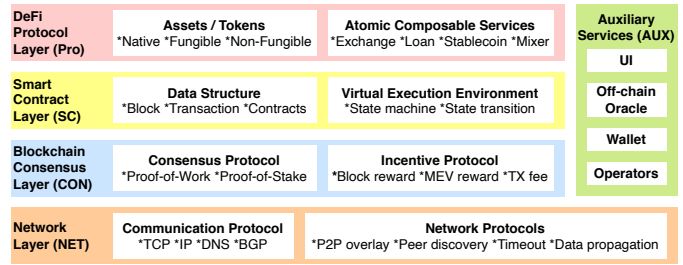 DeFi
Protocol
Layer (Pro)
Assets / Tokens
*Native *Fungible *Non-Fungible
Atomic Composable Services
*Exchange *Loan *Stablecoin *Mixer
Smart
Contract
Layer (SC)
Data Structure
*Block *Transaction *Contracts
Virtual Execution Environment
*State machine *State transition
Blockchain
Consensus
Layer (CON)
Consensus Protocol
*Proof-of-Work *Proof-of-Stake
Incentive Protocol
*Block reward *MEV reward *TX fee
Network
Layer (NET)
Communication Protocol
*TCP *IP *DNS *BGP
Network Protocols
*P2P overlay *Peer discovery *Timeout *Data propagation
Auxiliary
Services (AUX)
UI
Off-chain
Oracle
Wallet
Operators